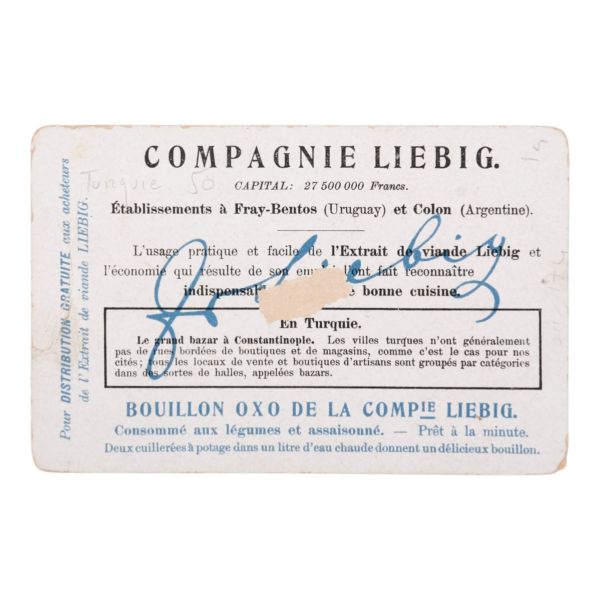 COMPAGNIE LIEBIG.
CAPITAL: 27 500 000 Francs.
Établissements à Fray-Bentos (Uruguay) et Colon (Argentine).
L'usage pratique et facile de l'Extrait de viande Liebig et
l'économie qui résulte de son l'ont fait reconnaître
bonne cuisine.
En Turquie.
Le grand bazar à Constantinople. Les villes turques n'ont généralement
pas de rues bordées de boutiques et de magasins, comme c'est le cas pour nos
cités; tous les locaux de vente et boutiques d'artisans sont groupés par catégories
dans des sortes de halles, appelées bazars.
BOUILLON OXO DE LA COMPIE LIEBIG.
Consommé aux légumes et assaisonné. — Prêt à la minute.
Deux cuillerées à potage dans un litre d'eau chaude donnent un délicieux bouillon.
Pour DISTRIBUTION GRATUITE aux acheteurs
de l'Extrait de viande LIEBIG.
Turquie 50
JvLiebig